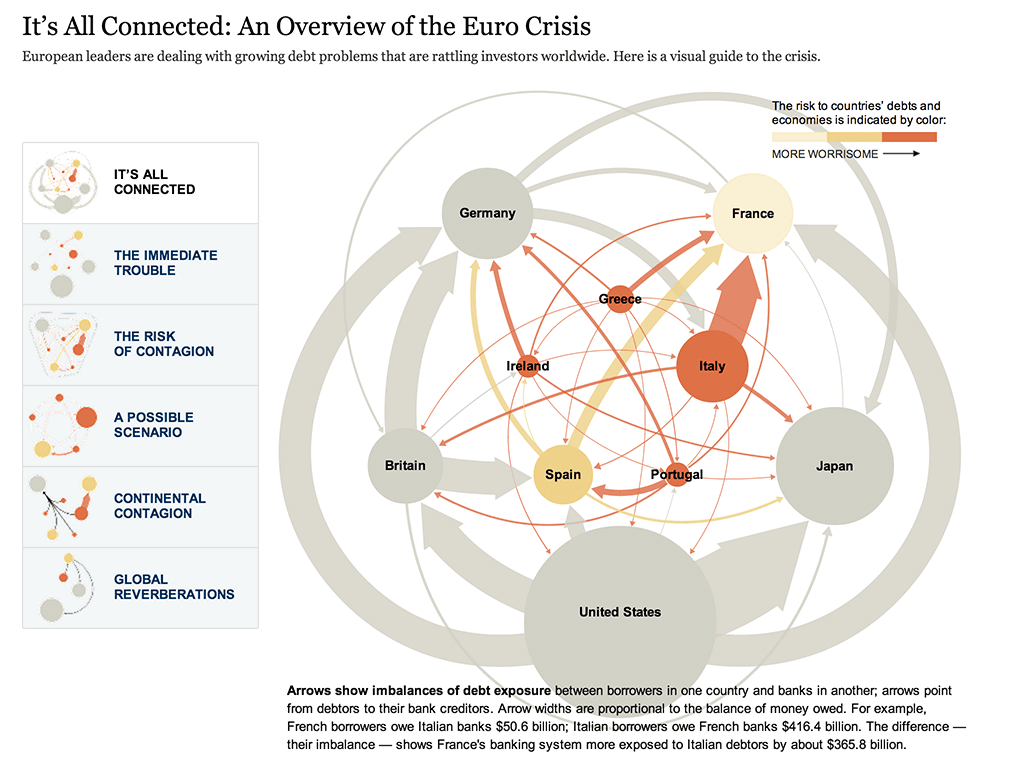 It's All Connected: An Overview of the Euro Crisis
European leaders are dealing with growing debt problems that are rattling investors worldwide. Here is a visual guide to the crisis.
The risk to countries' debts and
economies is indicated by color:
MORE WORRISOME
IT'S ALL
CONNECTED
THE IMMEDIATE
TROUBLE
THE RISK
OF CONTAGION
A POSSIBLE
SCENARIO
CONTINENTAL
CONTAGION
GLOBAL
REVERBERATIONS
Germany
France
Greece
Ireland
Italy
Britain
Spain
Portugal
Japan
United States
Arrows show imbalances of debt exposure between borrowers in one country and banks in another; arrows point
from debtors to their bank creditors. Arrow widths are proportional to the balance of money owed. For example,
French borrowers owe Italian banks $50.6 billion; Italian borrowers owe French banks $416.4 billion. The difference —
their imbalance — shows France's banking system more exposed to Italian debtors by about $365.8 billion.